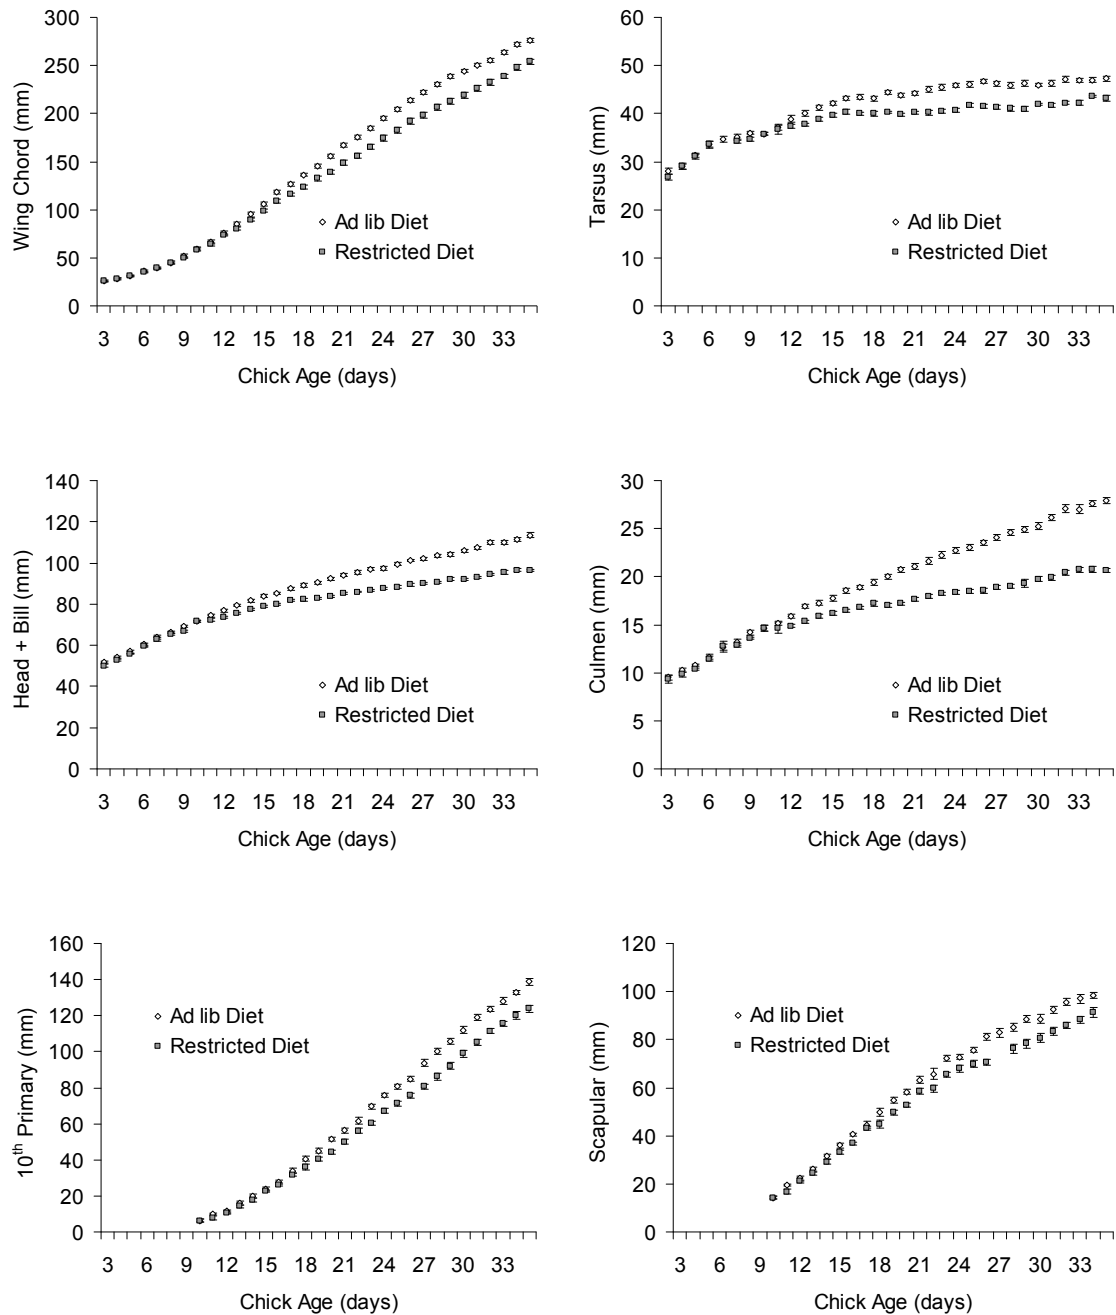 300
250
200
150
100
50
0
Wing Chord (mm)
Ad lib Diet
Restricted Diet
3 6 9 12 15 18 21 24 27 30 33
Chick Age (days)
60
50
40
30
20
10
0
Tarsus (mm)
Ad lib Diet
Restricted Diet
3 6 9 12 15 18 21 24 27 30 33
Chick Age (days)
140
120
100
80
60
40
20
0
Head + Bill (mm)
Ad lib Diet
Restricted Diet
3 6 9 12 15 18 21 24 27 30 33
Chick Age (days)
30
25
20
15
10
5
0
Culmen (mm)
Ad lib Diet
Restricted Diet
3 6 9 12 15 18 21 24 27 30 33
Chick Age (days)
160
140
120
100
80
60
40
20
0
10th Primary (mm)
Ad lib Diet
Restricted Diet
3 6 9 12 15 18 21 24 27 30 33
Chick Age (days)
120
100
80
60
40
20
0
Scapular (mm)
Ad lib Diet
Restricted Diet
3 6 9 12 15 18 21 24 27 30 33
Chick Age (days)